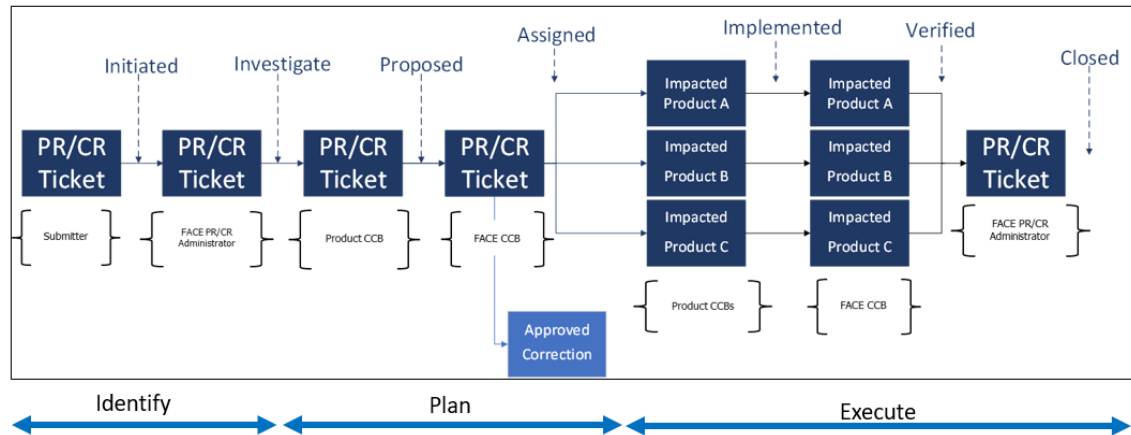 Assigned
Implemented
Verified
Initiated
Investigate
Proposed
Closed
Impacted
Product A
Impacted
Product A
PR/CR
Ticket
PR/CR
Ticket
PR/CR
Ticket
PR/CR
Ticket
Impacted
Product B
Impacted
Product B
PR/CR
Ticket
Impacted
Product C
Impacted
Product C
Submitter
FACE PR/CR
Administrator
Product CCB
FACE CCB
FACE PR/CR
Administrator
Product CCBs
FACE CCB
Approved
Correction
Identify
Plan
Execute